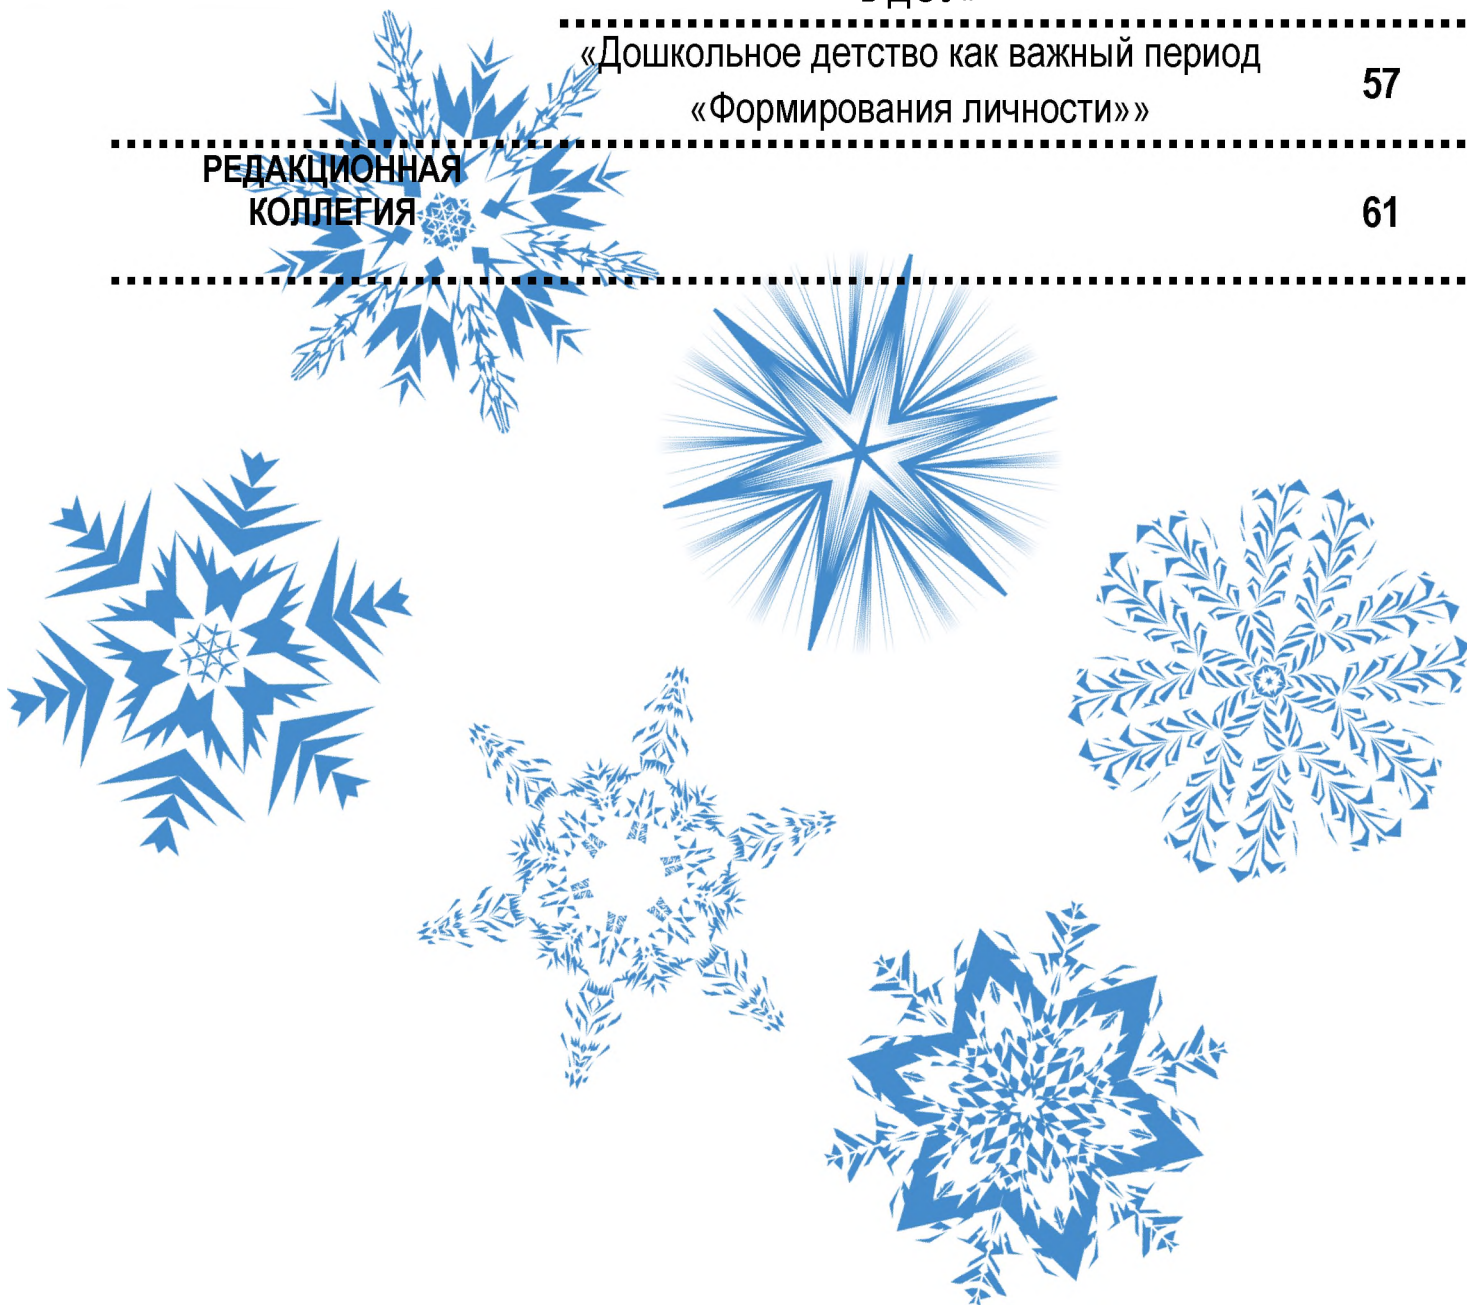 «Дошкольное детство как важный период
57
«Формирования личности»»
РЕДАКЦИОННАЯ
КОЛЛЕГИЯ
61